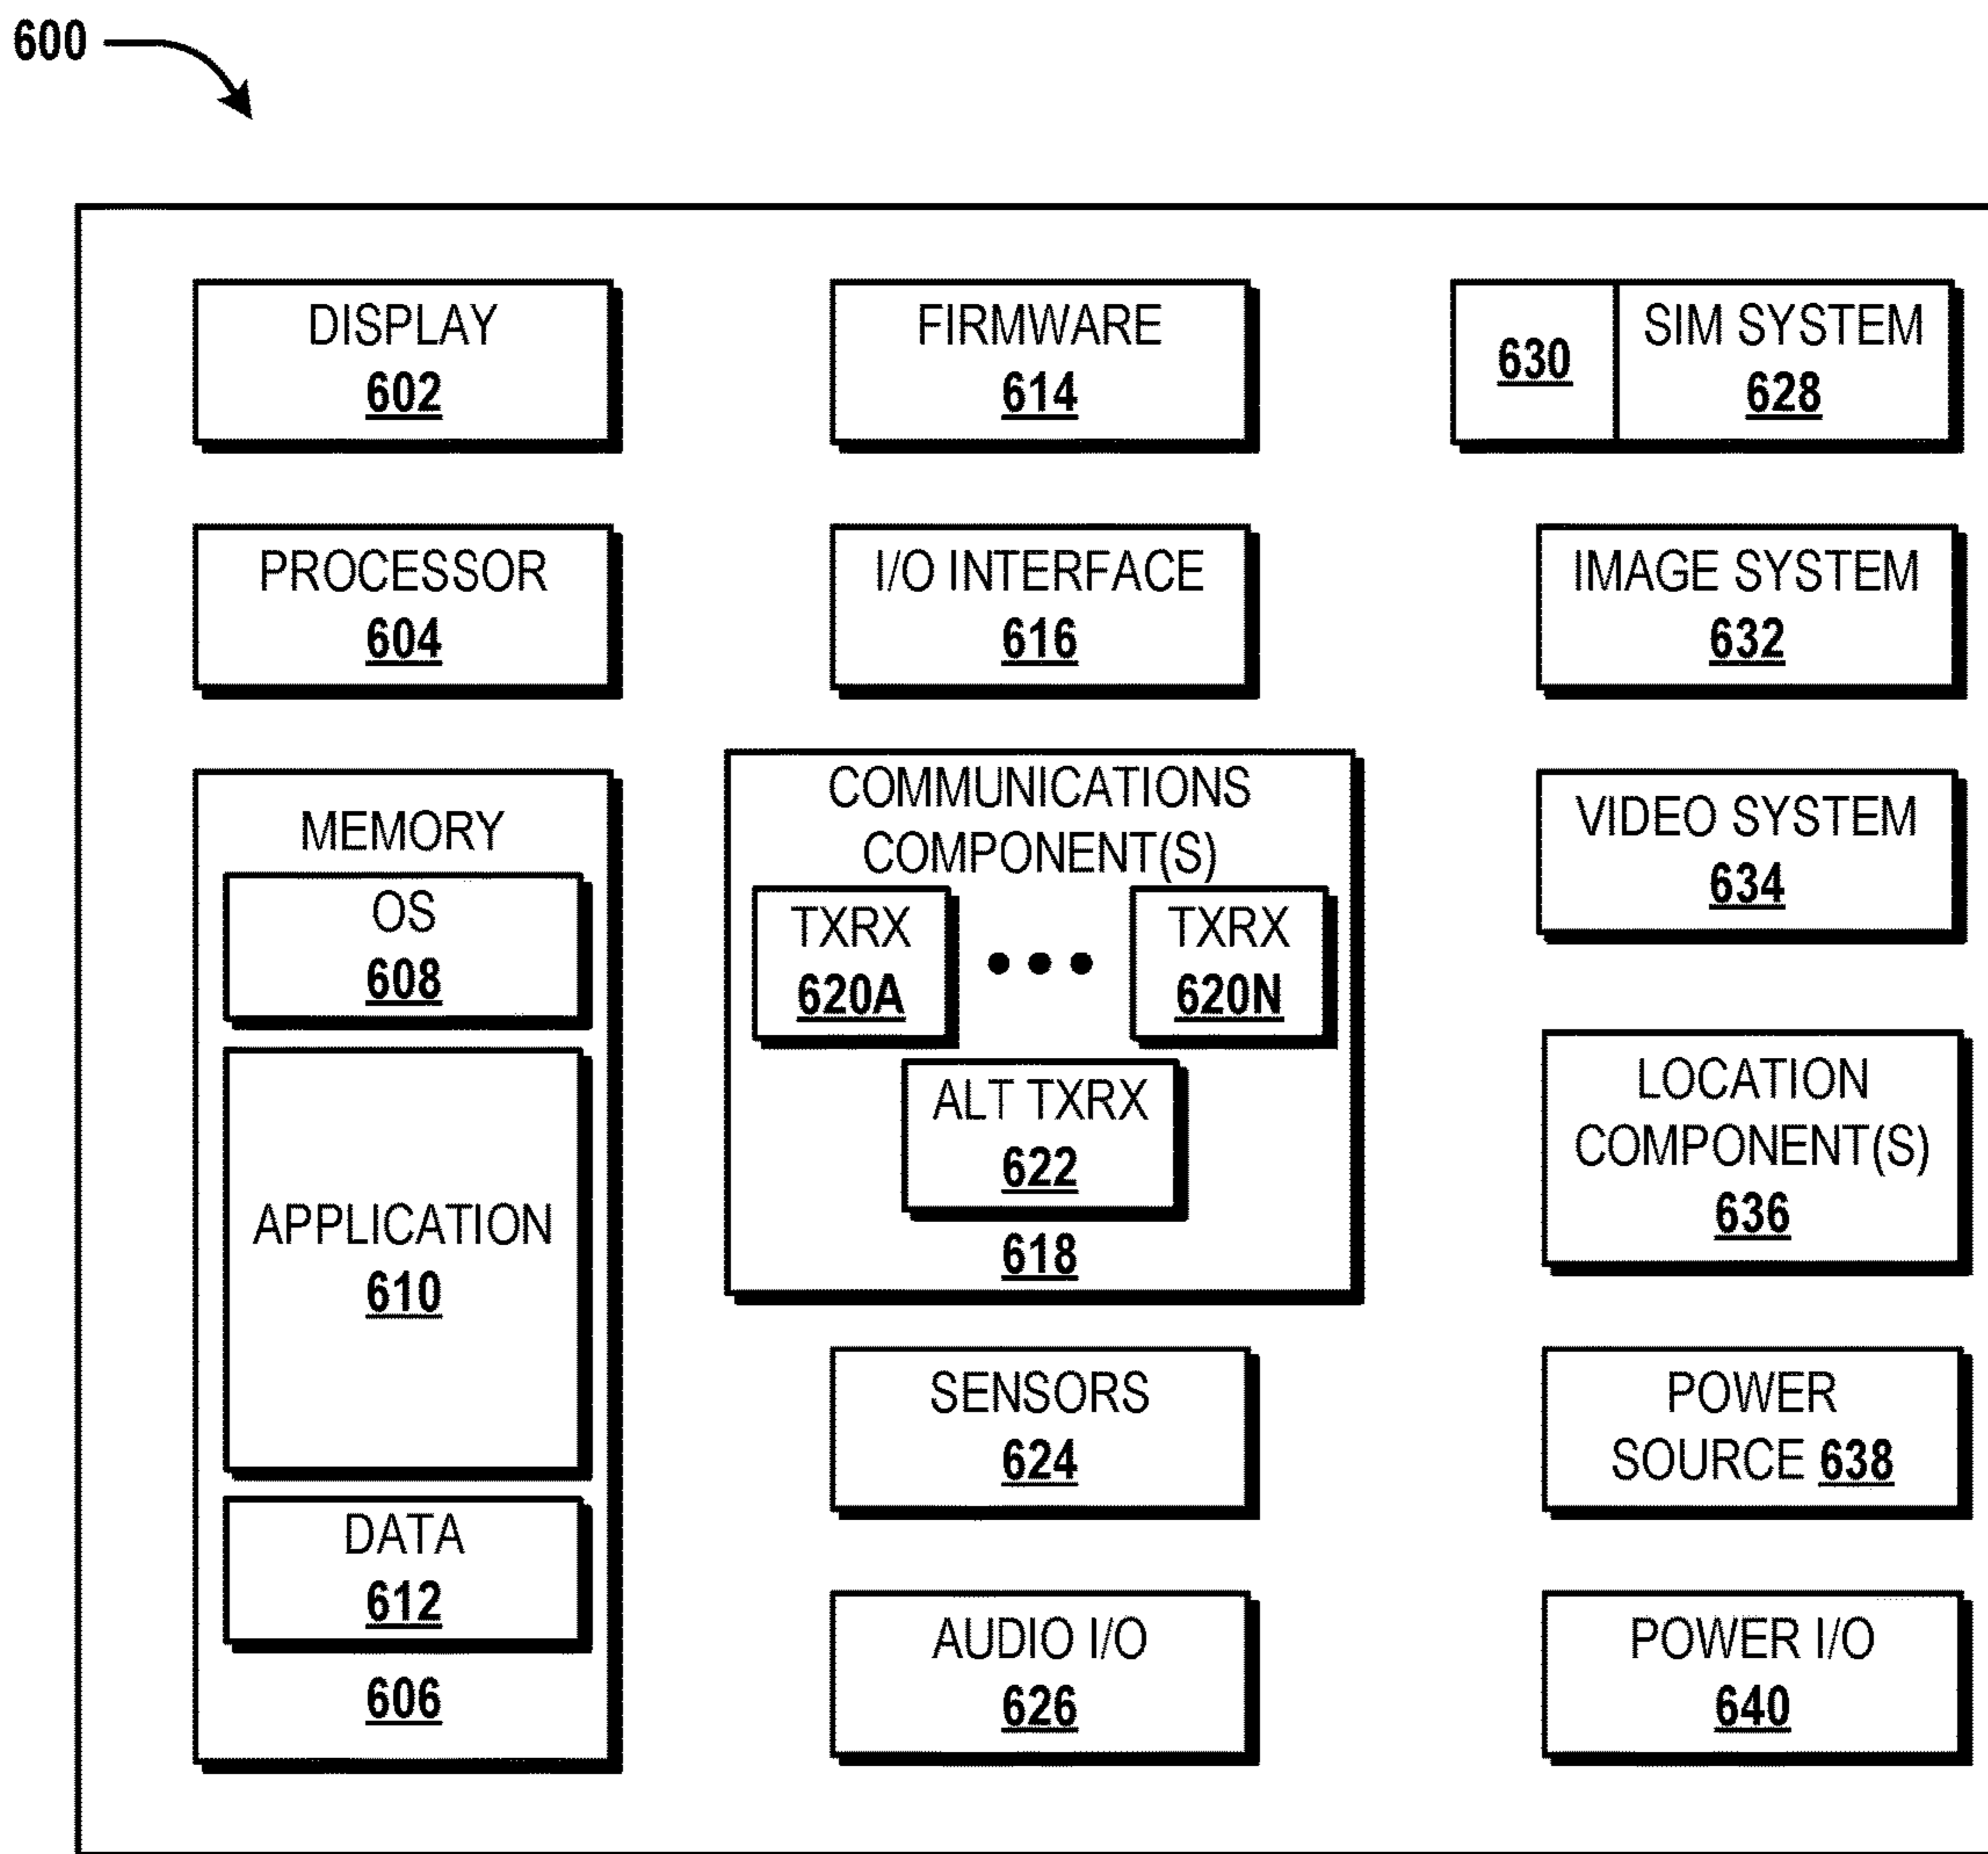 600
DISPLAY
602
PROCESSOR
604
MEMORY
OS
608
APPLICATION
610
DATA
612
606
FIRMWARE
614
I/O INTERFACE
616
COMMUNICATIONS
COMPONENT(S)
TXRX
620A
•••
TXRX
620N
ALT TXRX
622
618
SENSORS
624
AUDIO I/O
626
630
SIM SYSTEM
628
IMAGE SYSTEM
632
VIDEO SYSTEM
634
LOCATION
COMPONENT(S)
636
POWER
SOURCE 638
POWER I/O
640